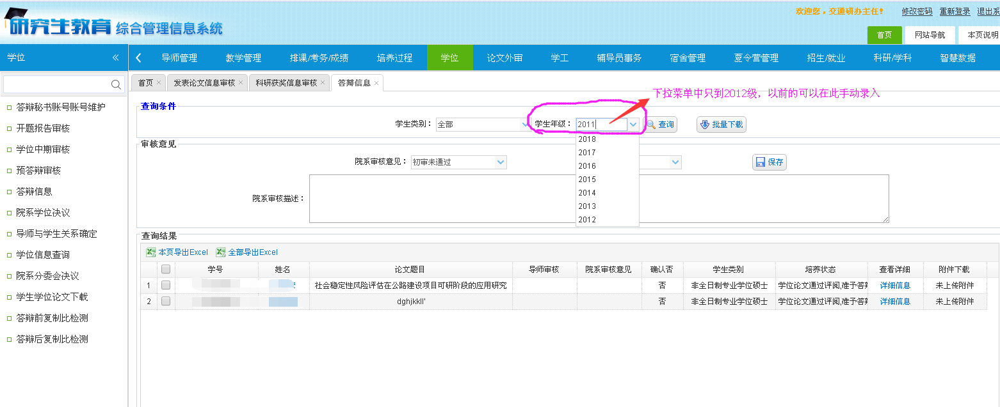 欢迎您,交通研办主任! 修改密码 重新登录 退出系
研究生教育 综合管理信息系统
首页 网站导航 本页说明
学位 导师管理 教学管理 排课/考务/成绩 培养过程 学位 论文外审 学工 辅导员事务 宿舍管理 夏令营管理 招生/就业 科研/学科 智慧数据
首页 发表论文信息审核 科研获奖信息审核 答辩信息
下拉菜单中只到2012级,以前的可以在此手动录入
答辩秘书账号账号维护
开题报告审核
学位中期审核
预答辩审核
答辩信息
院系学位决议
导师与学生关系确定
学位信息查询
院系分委会决议
学生学位论文下载
答辩前复制比检测
答辩后复制比检测
查询条件
学生类别: 全部 学生年级: 2011 查询 批量下载
2018
2017
2016
2015
2014
2013
2012
审核意见
院系审核意见: 初审未通过 保存
院系审核描述:
查询结果
本页导出Excel 全部导出Excel
学号 姓名 论文题目 导师审核 院系审核意见 确认否 学生类别 培养状态 查看详细 附件下载
1 社会稳定性风险评估在公路建设项目可研阶段的应用研究 否 非全日制专业学位硕士 学位论文通过评阅,准予答辩 详细信息 未上传附件
2 dghjkkll' 否 非全日制专业学位硕士 学位论文通过评阅,准予答辩 详细信息 未上传附件